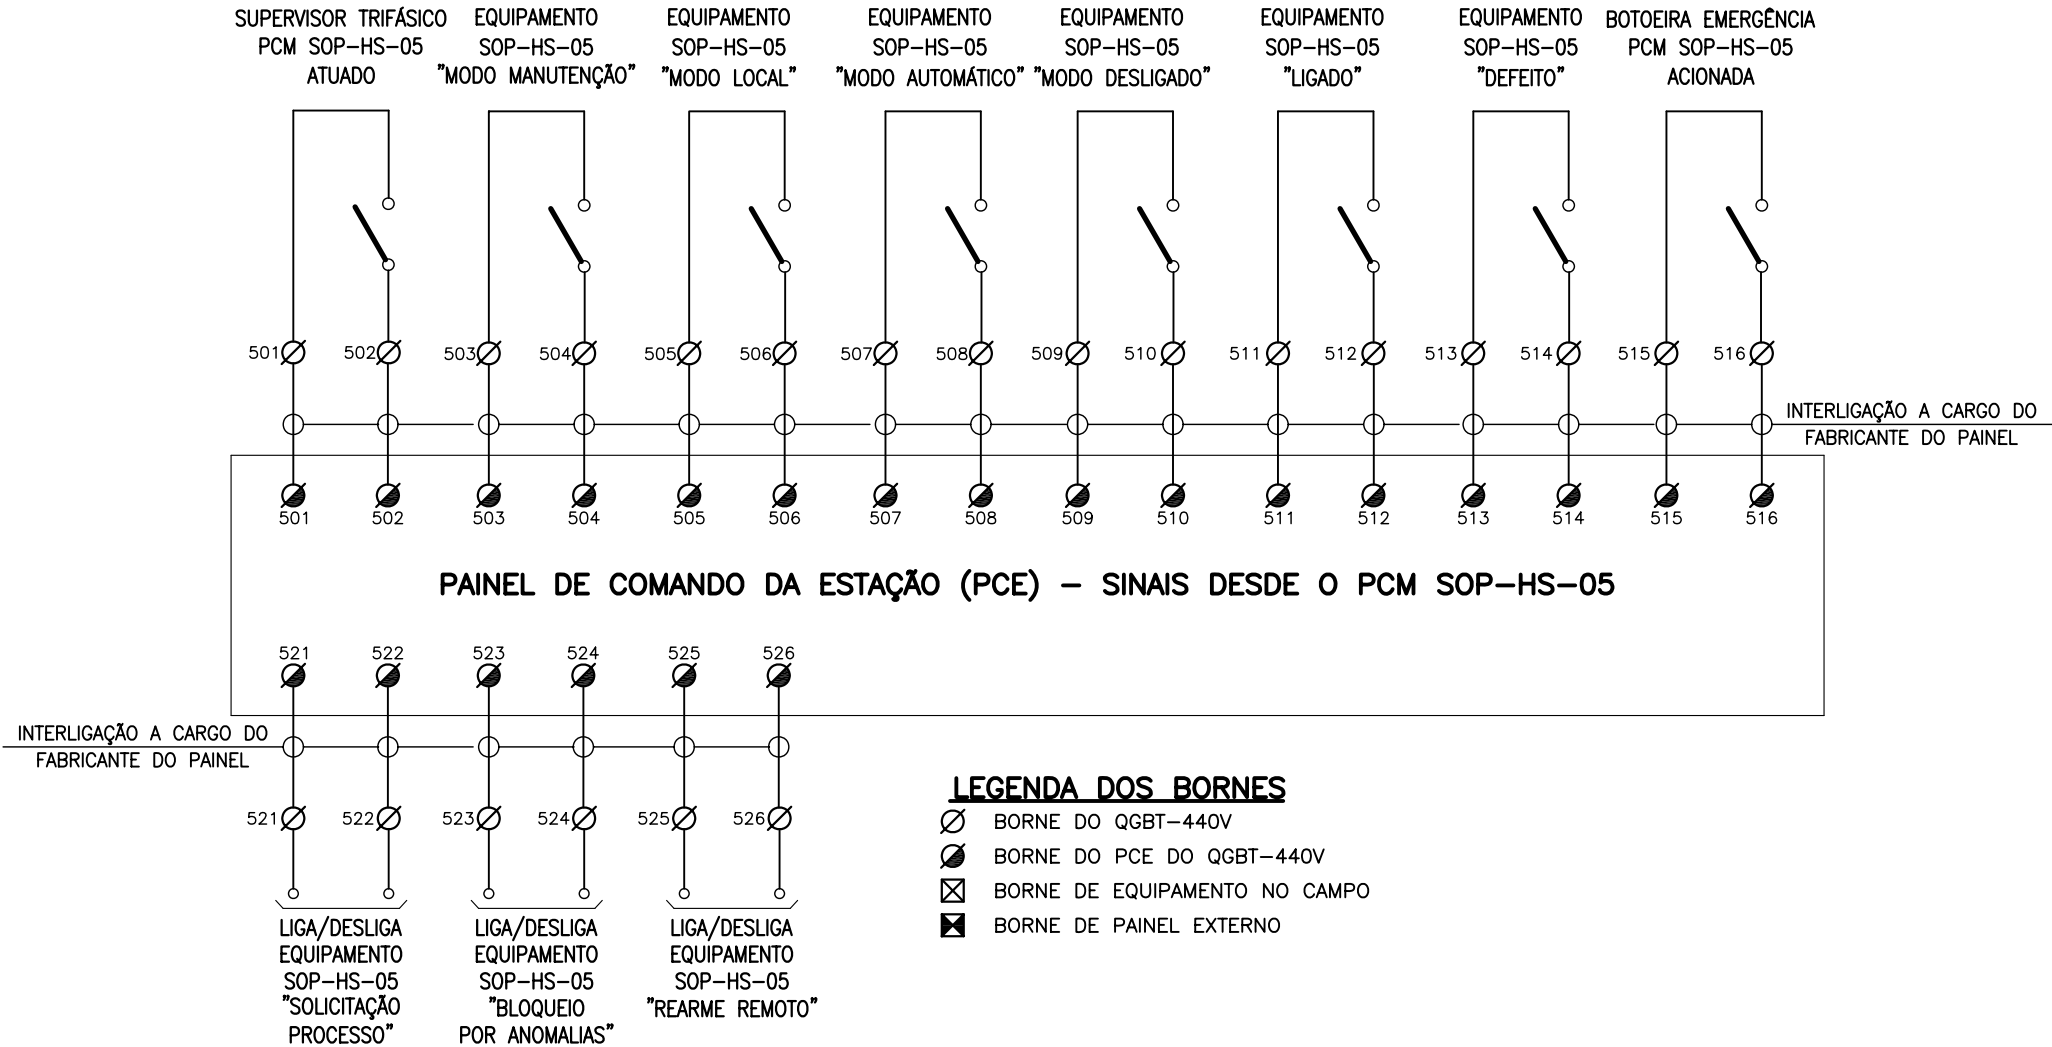 SUPERVISOR TRIFÁSICO
PCM SOP-HS-05
ATUADO
EQUIPAMENTO
SOP-HS-05
"MODO MANUTENÇÃO"
EQUIPAMENTO
SOP-HS-05
"MODO LOCAL"
EQUIPAMENTO
SOP-HS-05
"MODO AUTOMÁTICO"
EQUIPAMENTO
SOP-HS-05
"MODO DESLIGADO"
EQUIPAMENTO
SOP-HS-05
"LIGADO"
EQUIPAMENTO
SOP-HS-05
"DEFEITO"
BOTOEIRA EMERGÊNCIA
PCM SOP-HS-05
ACIONADA
501 502 503 504 505 506 507 508 509 510 511 512 513 514 515 516
INTERLIGAÇÃO A CARGO DO
FABRICANTE DO PAINEL
501 502 503 504 505 506 507 508 509 510 511 512 513 514 515 516
PAINEL DE COMANDO DA ESTAÇÃO (PCE) - SINAIS DESDE O PCM SOP-HS-05
521 522 523 524 525 526
INTERLIGAÇÃO A CARGO DO
FABRICANTE DO PAINEL
521 522 523 524 525 526
LIGA/DESLIGA
EQUIPAMENTO
SOP-HS-05
"SOLICITAÇÃO
PROCESSO"
LIGA/DESLIGA
EQUIPAMENTO
SOP-HS-05
"BLOQUEIO
POR ANOMALIAS"
LIGA/DESLIGA
EQUIPAMENTO
SOP-HS-05
"REARME REMOTO"
LEGENDA DOS BORNES
BORNE DO QGBT-440V
BORNE DO PCE DO QGBT-440V
BORNE DE EQUIPAMENTO NO CAMPO
BORNE DE PAINEL EXTERNO